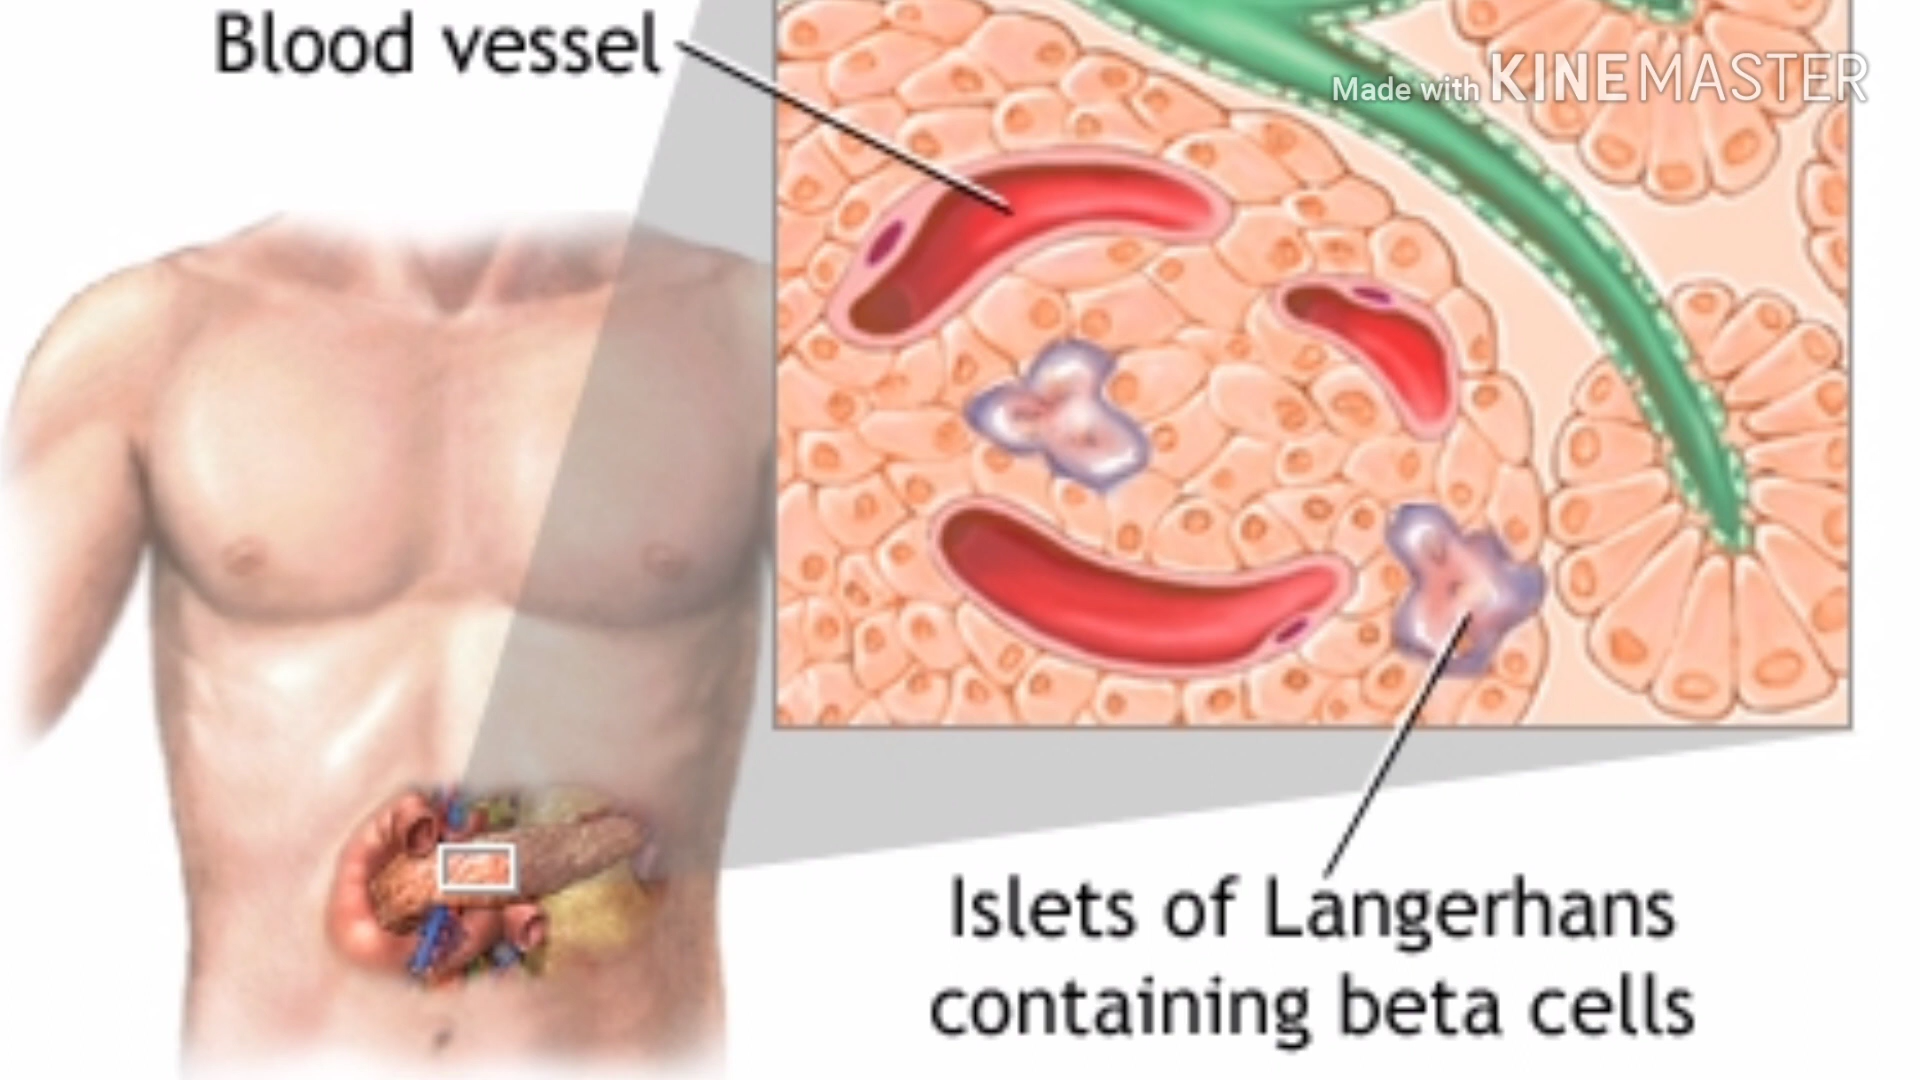 Blood vessel
Made with KINEMASTER
Islets of Langerhans
containing beta cells